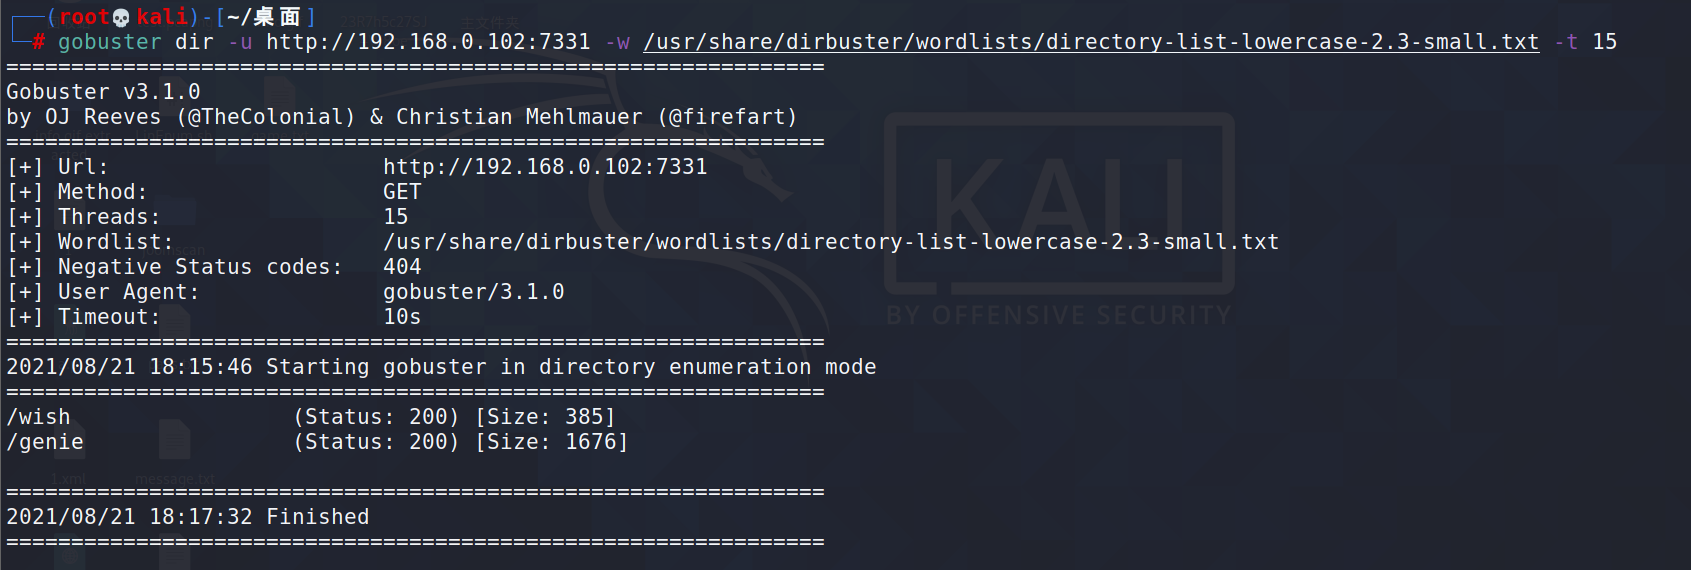 ┌──(root💀kali)-[~/桌面]
└─# gobuster dir -u http://192.168.0.102:7331 -w /usr/share/dirbuster/wordlists/directory-list-lowercase-2.3-small.txt -t 15
===============================================================
Gobuster v3.1.0
by OJ Reeves (@TheColonial) & Christian Mehlmauer (@firefart)
===============================================================
[+] Url:                     http://192.168.0.102:7331
[+] Method:                  GET
[+] Threads:                 15
[+] Wordlist:                /usr/share/dirbuster/wordlists/directory-list-lowercase-2.3-small.txt
[+] Negative Status codes:   404
[+] User Agent:              gobuster/3.1.0
[+] Timeout:                 10s
===============================================================
2021/08/21 18:15:46 Starting gobuster in directory enumeration mode
===============================================================
/wish                 (Status: 200) [Size: 385]
/genie                (Status: 200) [Size: 1676]
===============================================================
2021/08/21 18:17:32 Finished
===============================================================
KALI
BY OFFENSIVE SECURITY
1.xml
message.txt